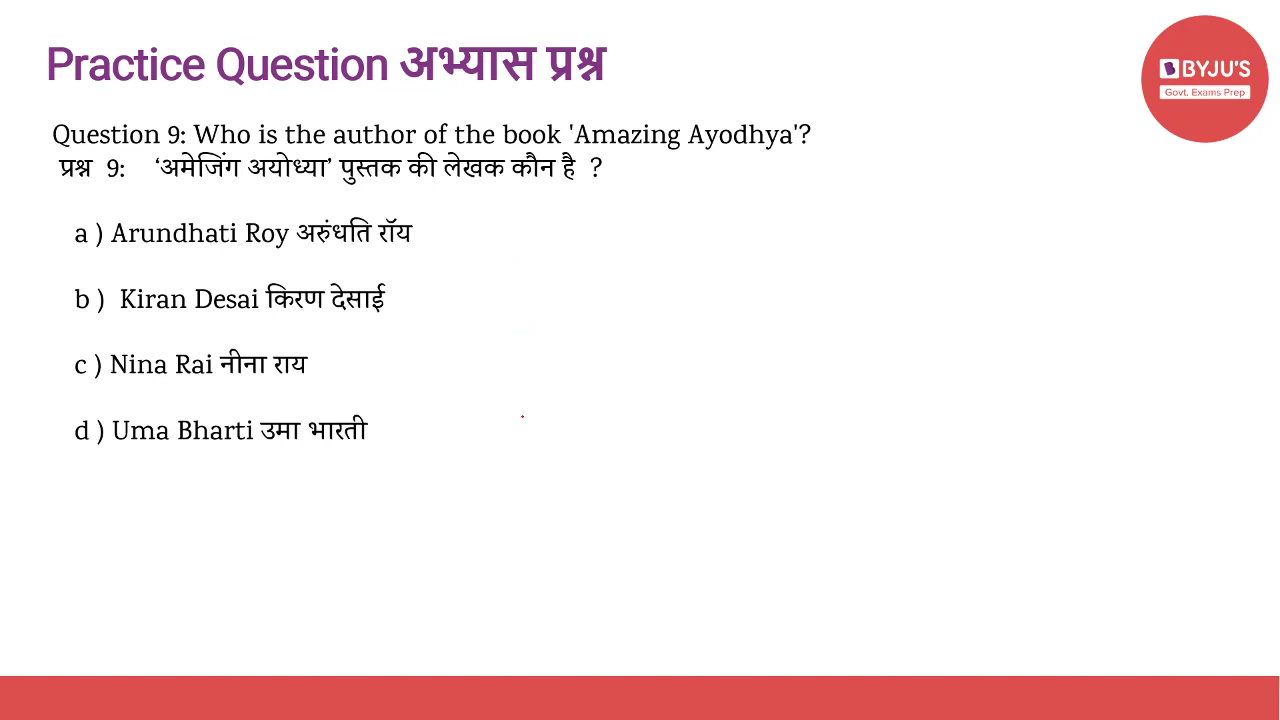 Practice Question अभ्यास प्रश्न
BYJU'S
Govt. Exams Prep
Question 9: Who is the author of the book 'Amazing Ayodhya'?
प्रश्न 9: ‘अमेजिंग अयोध्या’ पुस्तक की लेखक कौन है ?
a ) Arundhati Roy अरुंधति रॉय
b ) Kiran Desai किरण देसाई
c ) Nina Rai नीना राय
d ) Uma Bharti उमा भारती